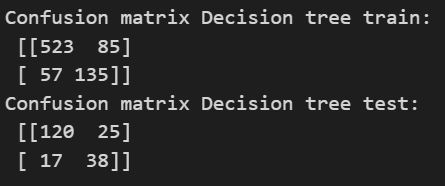 Confusion matrix Decision tree train:
[[523  85]
[ 57 135]]
Confusion matrix Decision tree test:
[[120  25]
[ 17  38]]